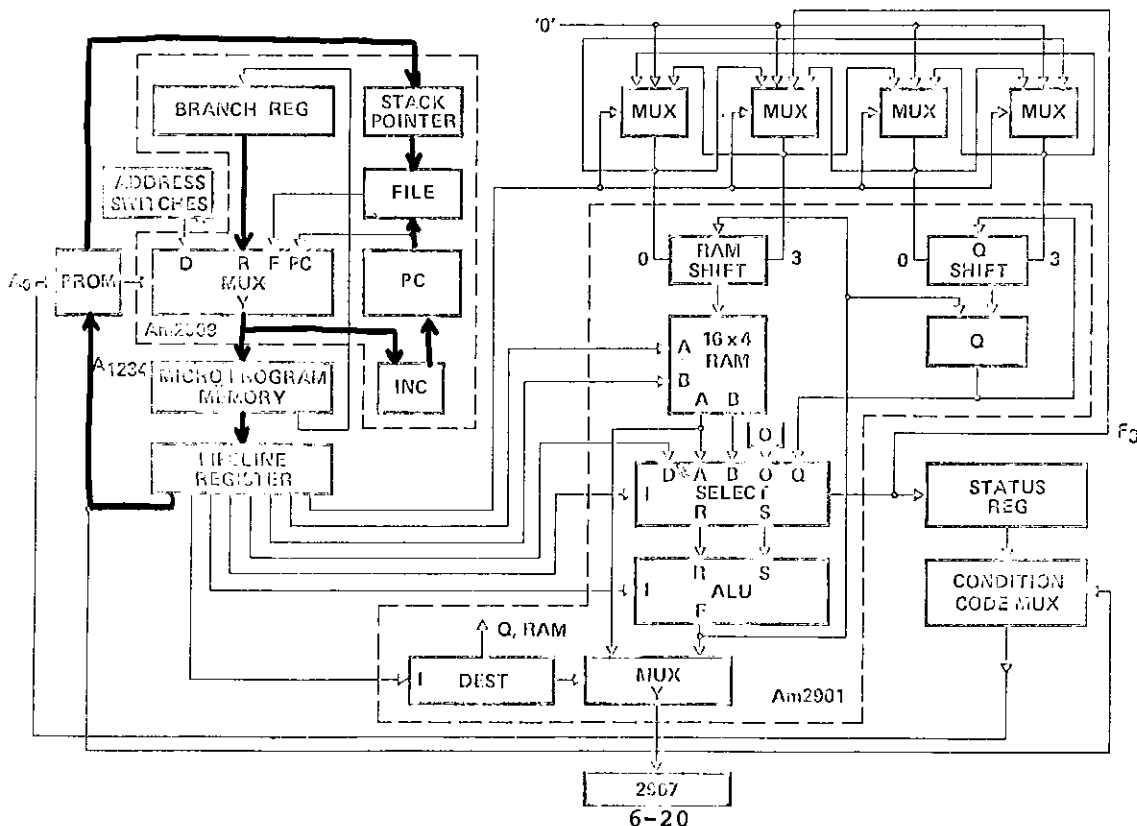 '0'
BRANCH REG
STACK
POINTER
MUX
MUX
MUX
MUX
ADDRESS
SWITCHES
FILE
D R F PC
MUX
Y
PROM
PC
0
RAM
SHIFT
3
0
Q
SHIFT
3
16 x 4
RAM
A
B
A B
Q
A1234
MICROPROGRAM
MEMORY
INC
PIPELINE
REGISTER
0
D A B O Q
I
SELECT
R S
F3
STATUS
REG
R S
I
ALU
F
CONDITION
CODE MUX
Q, RAM
I
DEST
MUX
Y
Am2901
2907
6-20